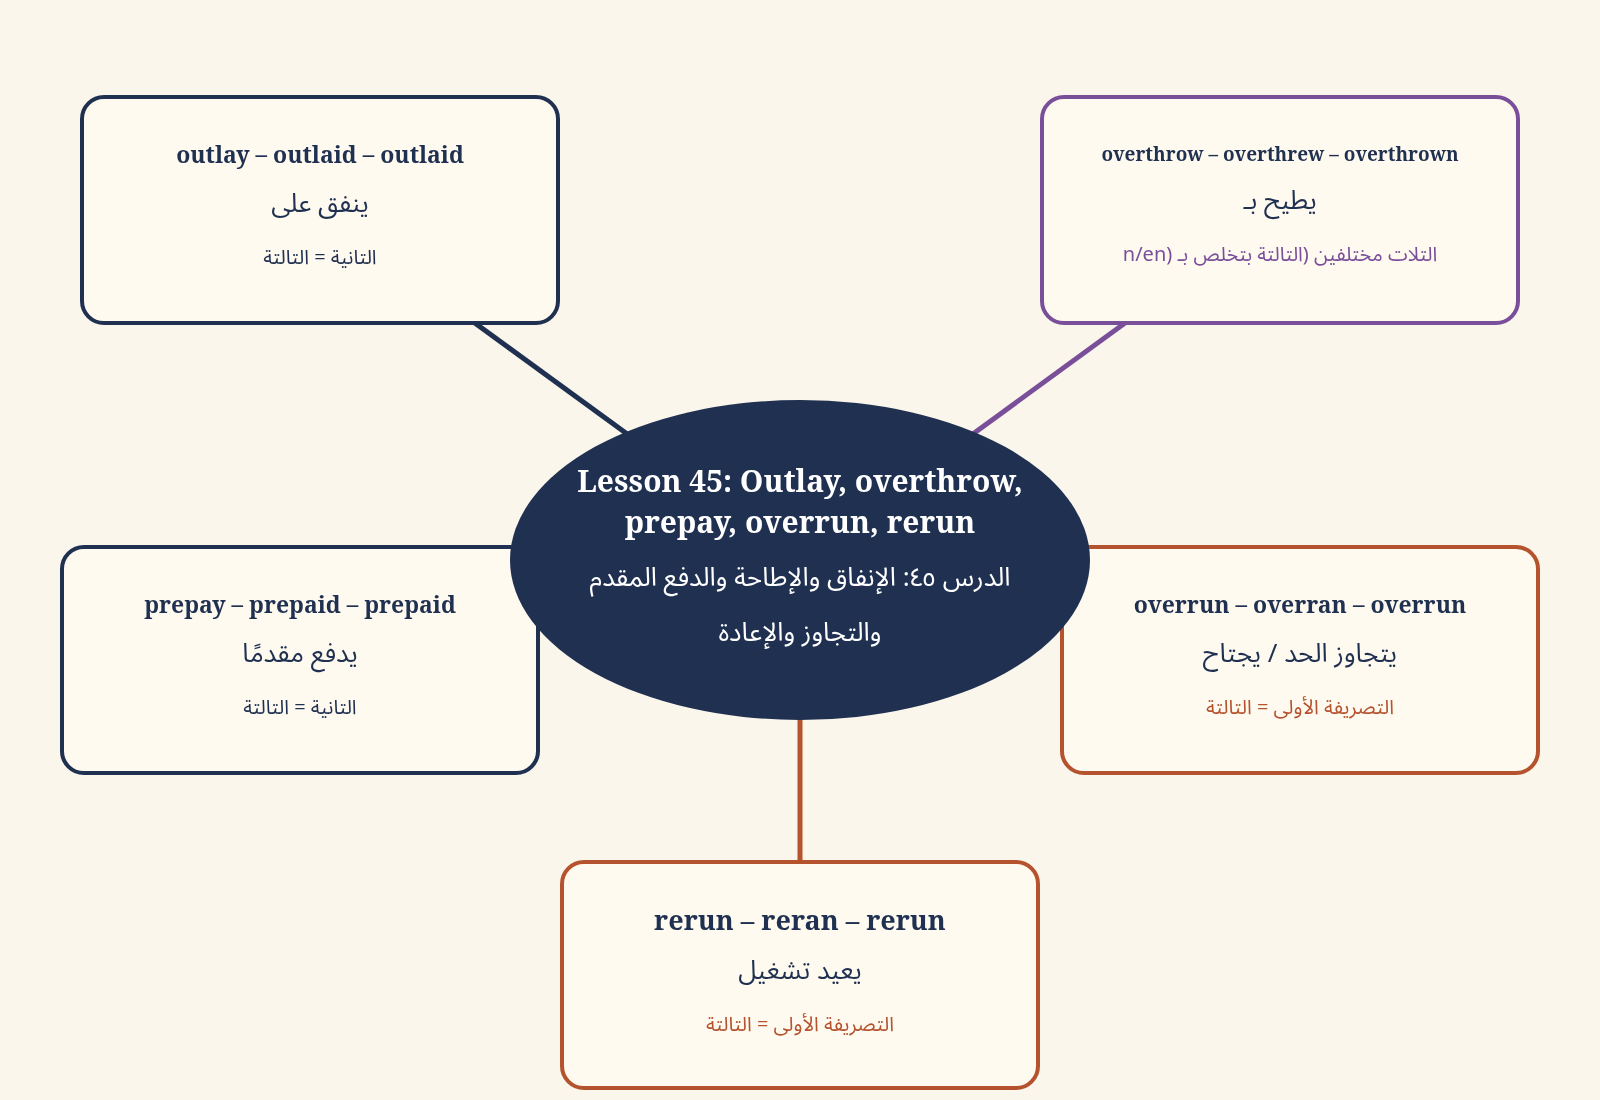 outlay – outlaid – outlaid
ينفق على
التانية = التالتة
overthrow – overthrew – overthrown
يطيح بـ
التلات مختلفين (التالتة بتخلص بـ n/en)
Lesson 45: Outlay, overthrow,
prepay, overrun, rerun
الدرس ٤٥: الإنفاق والإطاحة والدفع المقدم
والتجاوز والإعادة
prepay – prepaid – prepaid
يدفع مقدمًا
التانية = التالتة
overrun – overran – overrun
يتجاوز الحد / يجتاح
التصريفة الأولى = التالتة
rerun – reran – rerun
يعيد تشغيل
التصريفة الأولى = التالتة